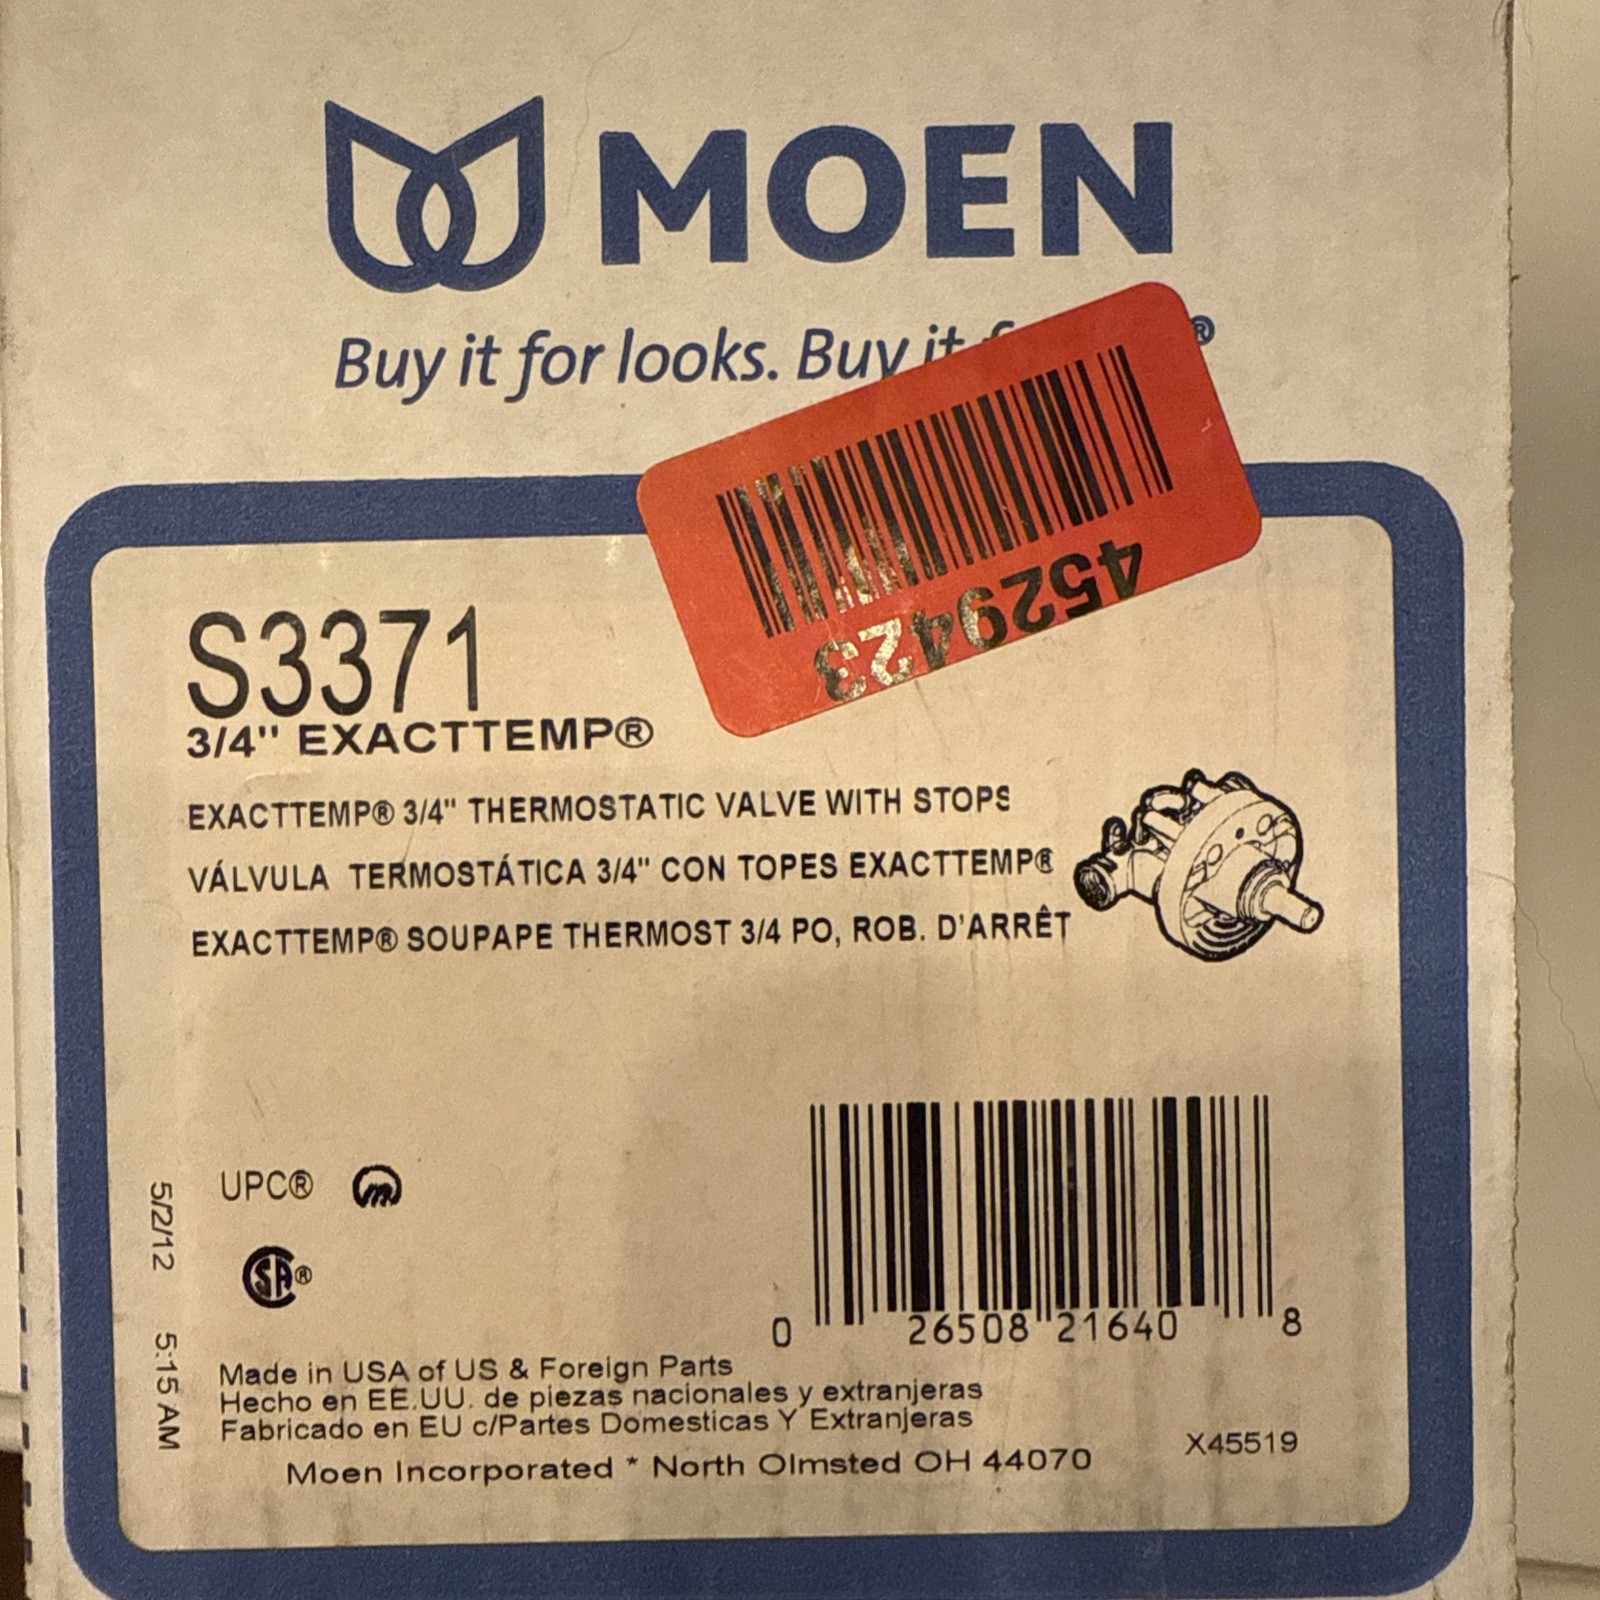 MOEN
Buy it for looks. Buy it
®
4529423
S3371
3/4" EXACTTEMP®
EXACTTEMP® 3/4" THERMOSTATIC VALVE WITH STOPS
VÁLVULA TERMOSTÁTICA 3/4" CON TOPES EXACTTEMP®
EXACTTEMP® SOUPAPE THERMOST 3/4 PO, ROB. D'ARRÊT
UPC®
CSA®
5/2/12 5:15 AM
0 26508 21640 8
Made in USA of US & Foreign Parts
Hecho en EE.UU. de piezas nacionales y extranjeras
Fabricado en EU c/Partes Domesticas Y Extranjeras
X45519
Moen Incorporated * North Olmsted OH 44070